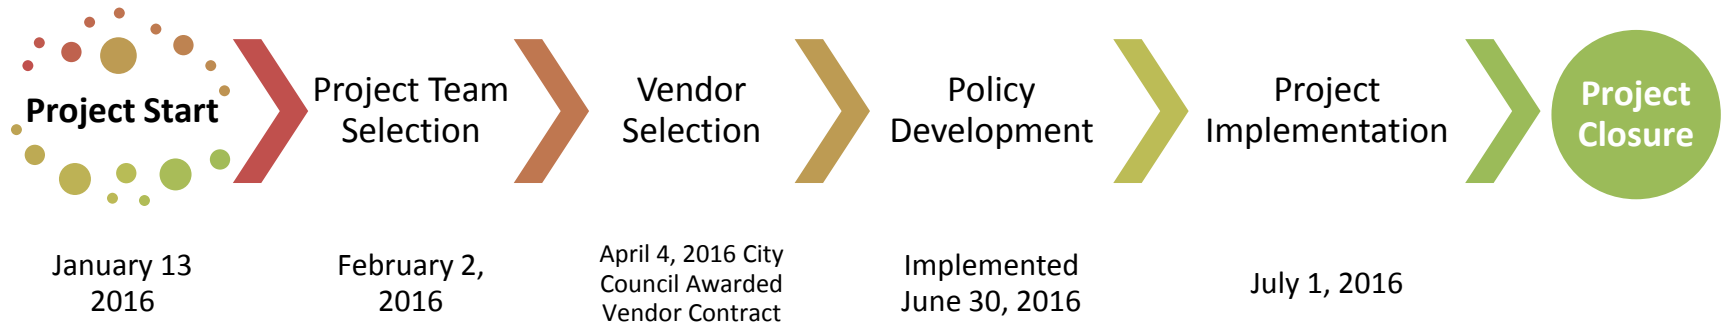 Project Start
Project Team
Selection
Vendor
Selection
Policy
Development
Project
Implementation
Project
Closure
January 13
2016
February 2,
2016
April 4, 2016 City
Council Awarded
Vendor Contract
Implemented
June 30, 2016
July 1, 2016